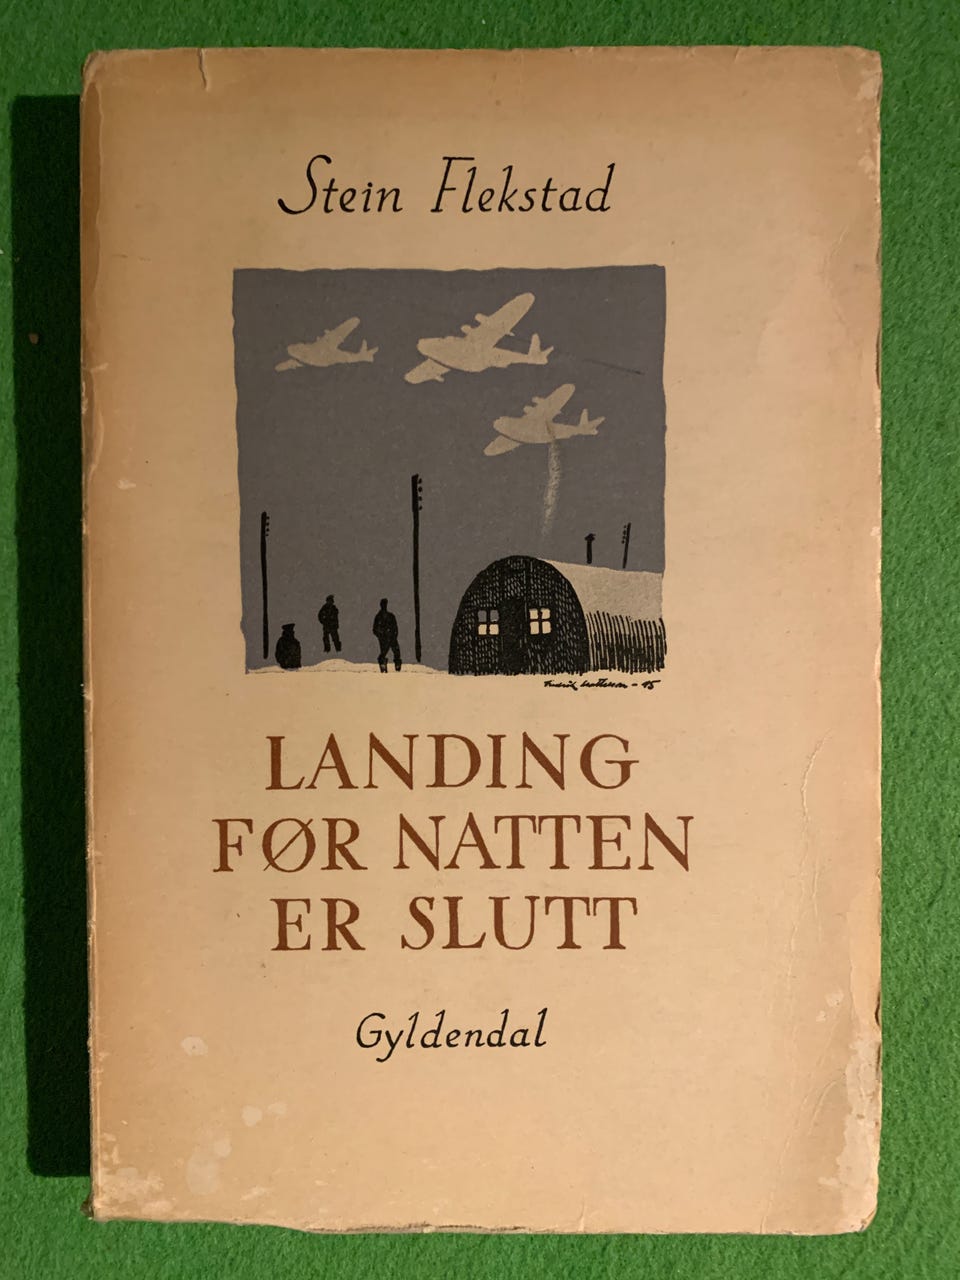 Stein Flekstad
LANDING
FØR NATTEN
ER SLUTT
Gyldendal